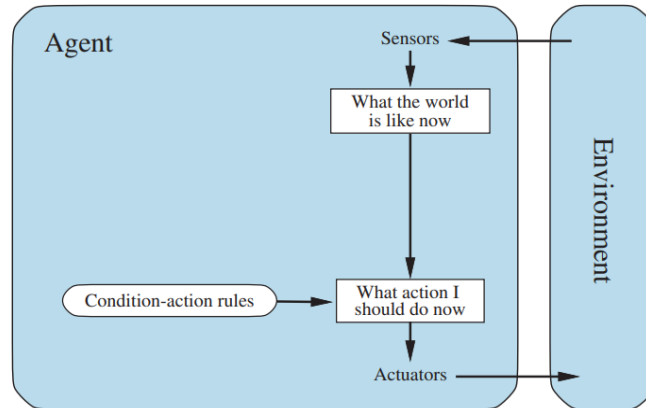 Agent
Sensors
What the world
is like now
Environment
Condition-action rules
What action I
should do now
Actuators